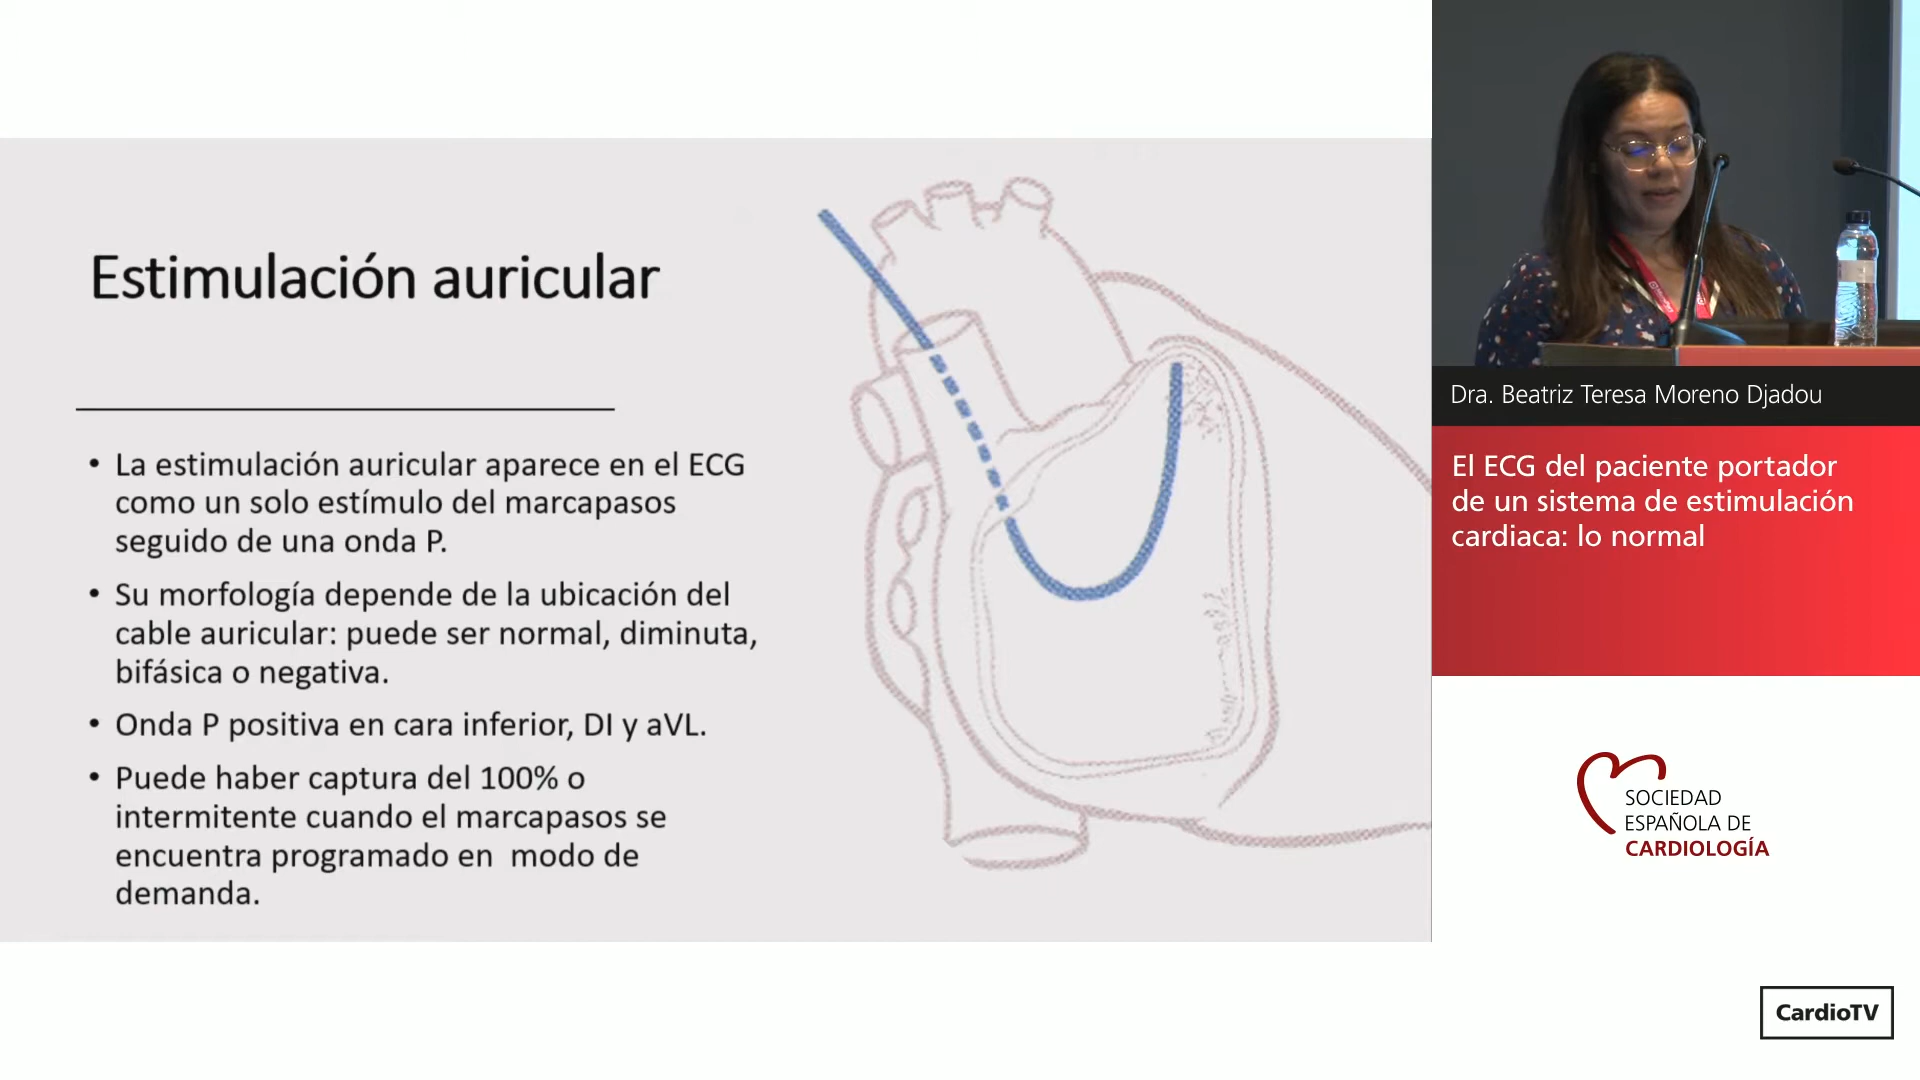 Estimulación auricular
• La estimulación auricular aparece en el ECG
como un solo estímulo del marcapasos
seguido de una onda P.
• Su morfología depende de la ubicación del
cable auricular: puede ser normal, diminuta,
bifásica o negativa.
• Onda P positiva en cara inferior, DI y aVL.
• Puede haber captura del 100% o
intermitente cuando el marcapasos se
encuentra programado en modo de
demanda.
Dra. Beatriz Teresa Moreno Djadou
El ECG del paciente portador
de un sistema de estimulación
cardiaca: lo normal
SOCIEDAD
ESPAÑOLA DE
CARDIOLOGÍA
CardioTV